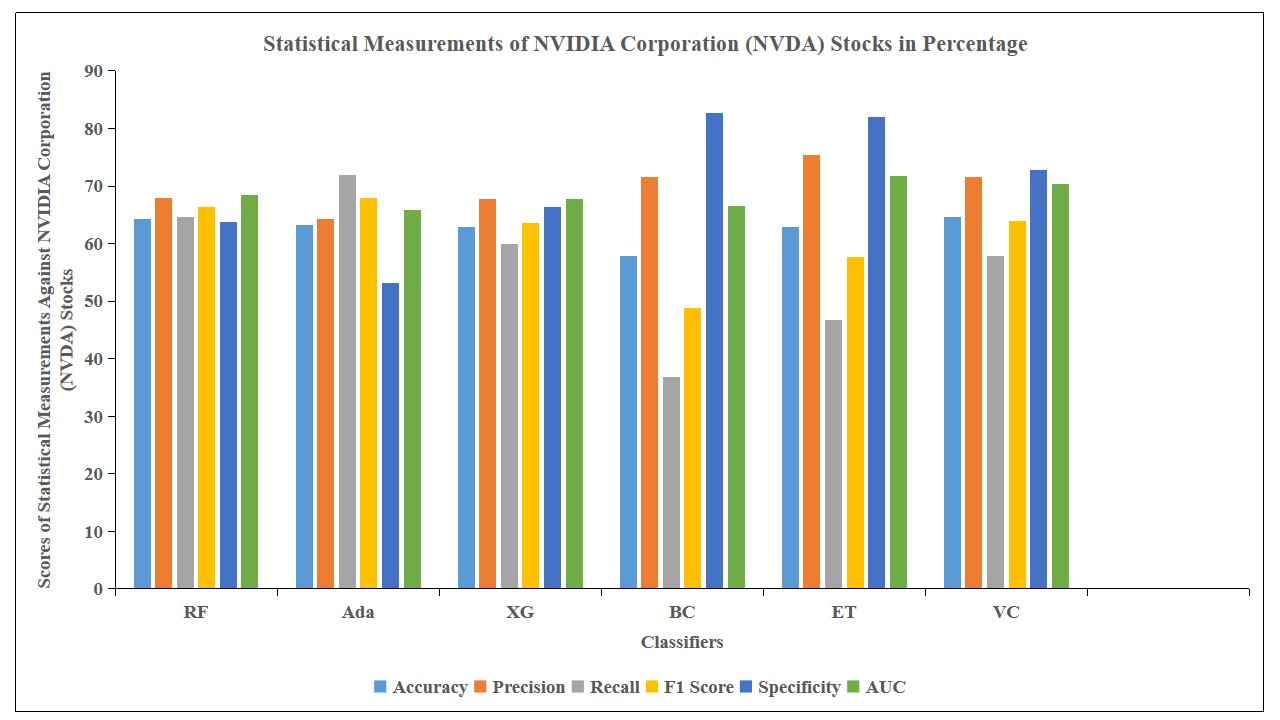 Statistical Measurements of NVIDIA Corporation (NVDA) Stocks in Percentage
Scores of Statistical Measurements Against NVIDIA Corporation
(NVDA) Stocks
90
80
70
60
50
40
30
20
10
0
RF Ada XG BC ET VC
Classifiers
Accuracy Precision Recall F1 Score Specificity AUC